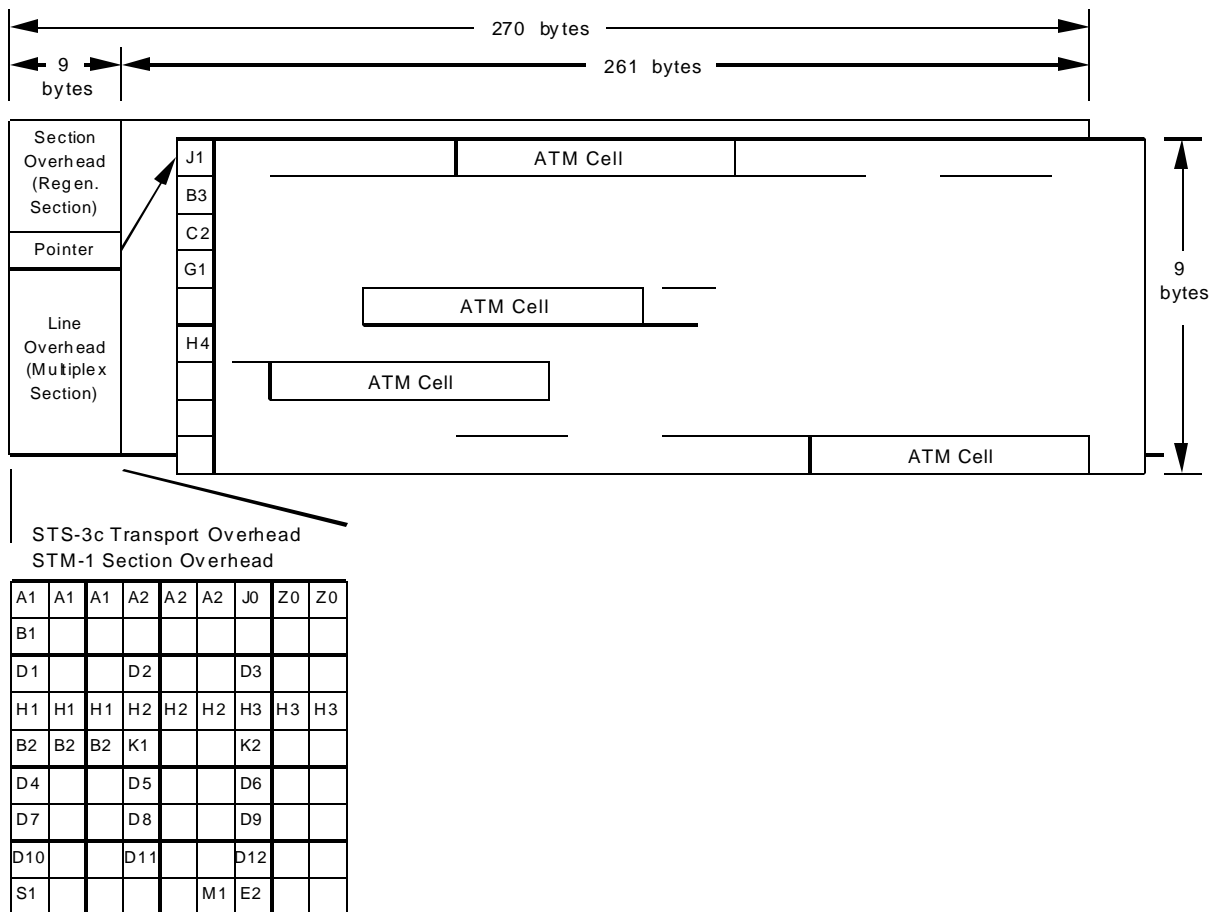 270 bytes
9 bytes
261 bytes
Section
Overhead
(Regen.
Section)
Pointer
Line
Overhead
(Multiplex
Section)
J1
B3
C2
G1
H4
ATM Cell
ATM Cell
ATM Cell
ATM Cell
9
bytes
STS-3c Transport Overhead
STM-1 Section Overhead
A1 A1 A1 A2 A2 A2 J0 Z0 Z0
B1
D1 D2 D3
H1 H1 H1 H2 H2 H2 H3 H3 H3
B2 B2 B2 K1 K2
D4 D5 D6
D7 D8 D9
D10 D11 D12
S1 M1 E2